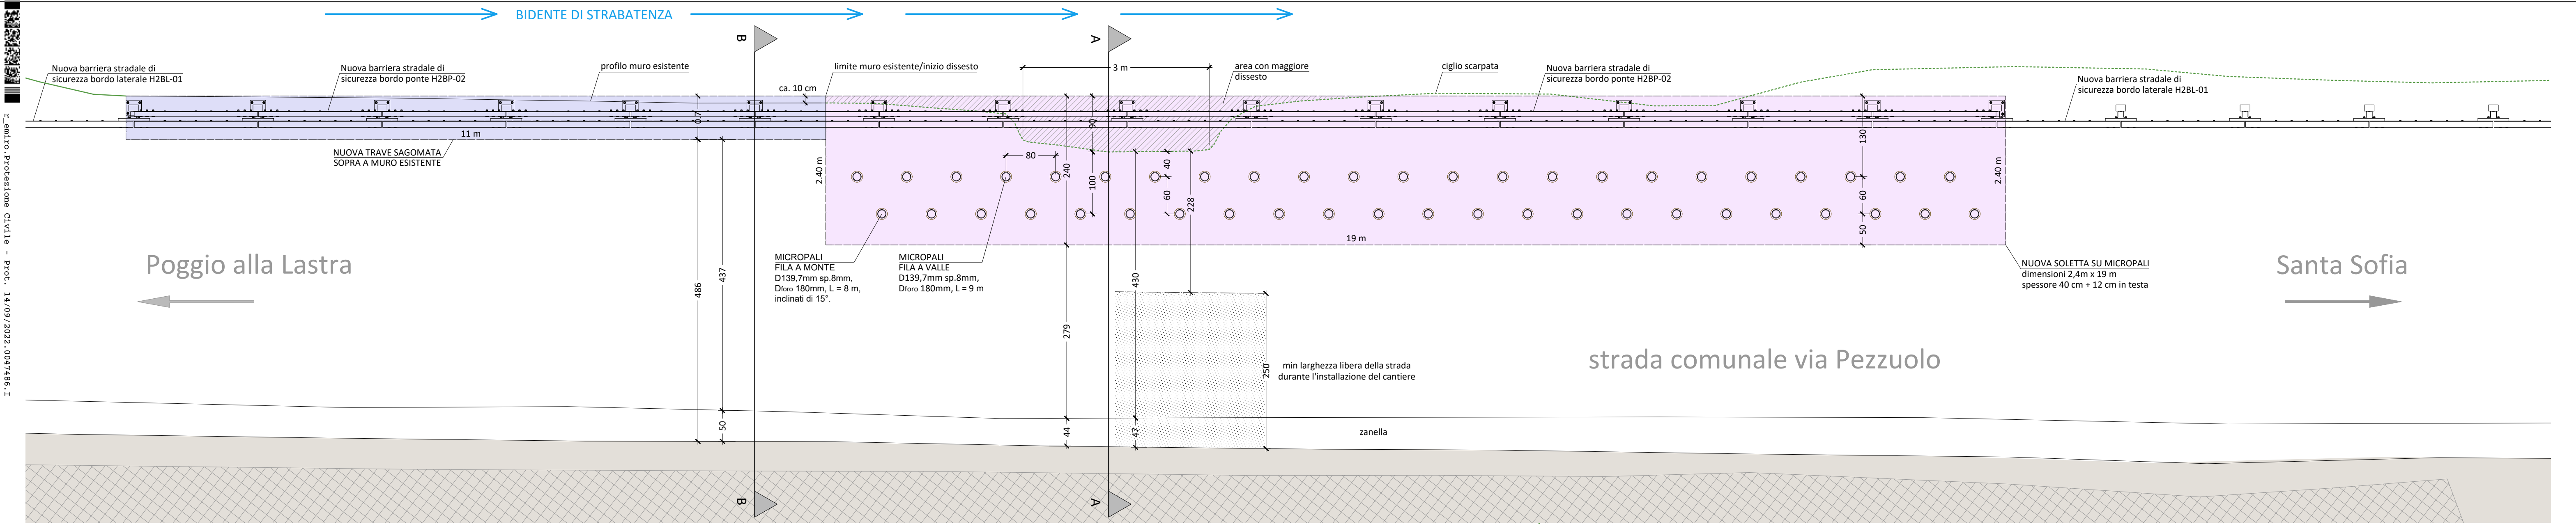 BIDENTE DI STRABATENZA
B
A
Nuova barriera stradale di
sicurezza bordo laterale H2BL-01
Nuova barriera stradale di
sicurezza bordo ponte H2BP-02
profilo muro esistente
limite muro esistente/inizio dissesto
3 m
area con maggiore
dissesto
ciglio scarpata
Nuova barriera stradale di
sicurezza bordo ponte H2BP-02
Nuova barriera stradale di
sicurezza bordo laterale H2BL-01
ca. 10 cm
0.7
90
130
11 m
NUOVA TRAVE SAGOMATA
SOPRA A MURO ESISTENTE
2.40 m
240
80
100
40
60
228
60
50
2.40 m
19 m
MICROPALI
FILA A MONTE
D139,7mm sp.8mm,
Dforo 180mm, L = 8 m,
inclinati di 15°.
MICROPALI
FILA A VALLE
D139,7mm sp.8mm,
Dforo 180mm, L = 9 m
NUOVA SOLETTA SU MICROPALI
dimensioni 2,4m x 19 m
spessore 40 cm + 12 cm in testa
Poggio alla Lastra
Santa Sofia
486
437
430
279
250
min larghezza libera della strada
durante l'installazione del cantiere
strada comunale via Pezzuolo
50
44
47
zanella
B
A
r_emiro.Protezione Civile - Prot. 14/09/2022.0047486.I